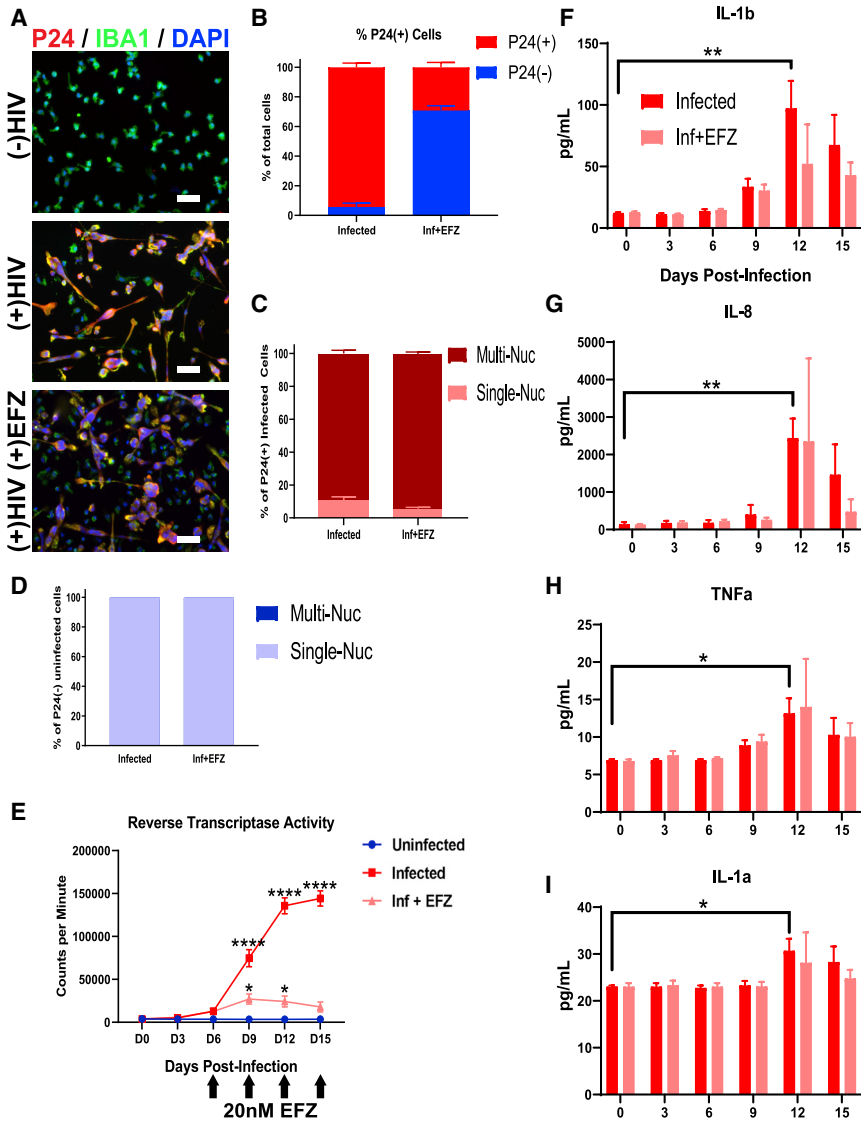 A
P24 / IBA1 / DAPI
(-)HIV
(+)HIV
(+)HIV (+)EFZ
B
% P24(+) Cells
P24(+)
P24(-)
% of total cells
100
80
60
40
20
0
Infected
Inf+EFZ
C
Multi-Nuc
Single-Nuc
% of P24(+) Infected Cells
100
80
60
40
20
0
Infected
Inf+EFZ
D
Multi-Nuc
Single-Nuc
% of P24(-) uninfected cells
100
80
60
40
20
0
Infected
Inf+EFZ
E
Reverse Transcriptase Activity
Uninfected
Infected
Inf + EFZ
Counts per Minute
200000
150000
100000
50000
0
****
****
****
*
*
D0 D3 D6 D9 D12 D15
Days Post-Infection
20nM EFZ
F
IL-1b
**
Infected
Inf+EFZ
pg/mL
150
100
50
0
0 3 6 9 12 15
Days Post-Infection
G
IL-8
**
pg/mL
5000
4000
3000
2000
1000
0
0 3 6 9 12 15
H
TNFa
*
pg/mL
25
20
15
10
5
0
0 3 6 9 12 15
I
IL-1a
*
pg/mL
40
30
20
10
0
0 3 6 9 12 15